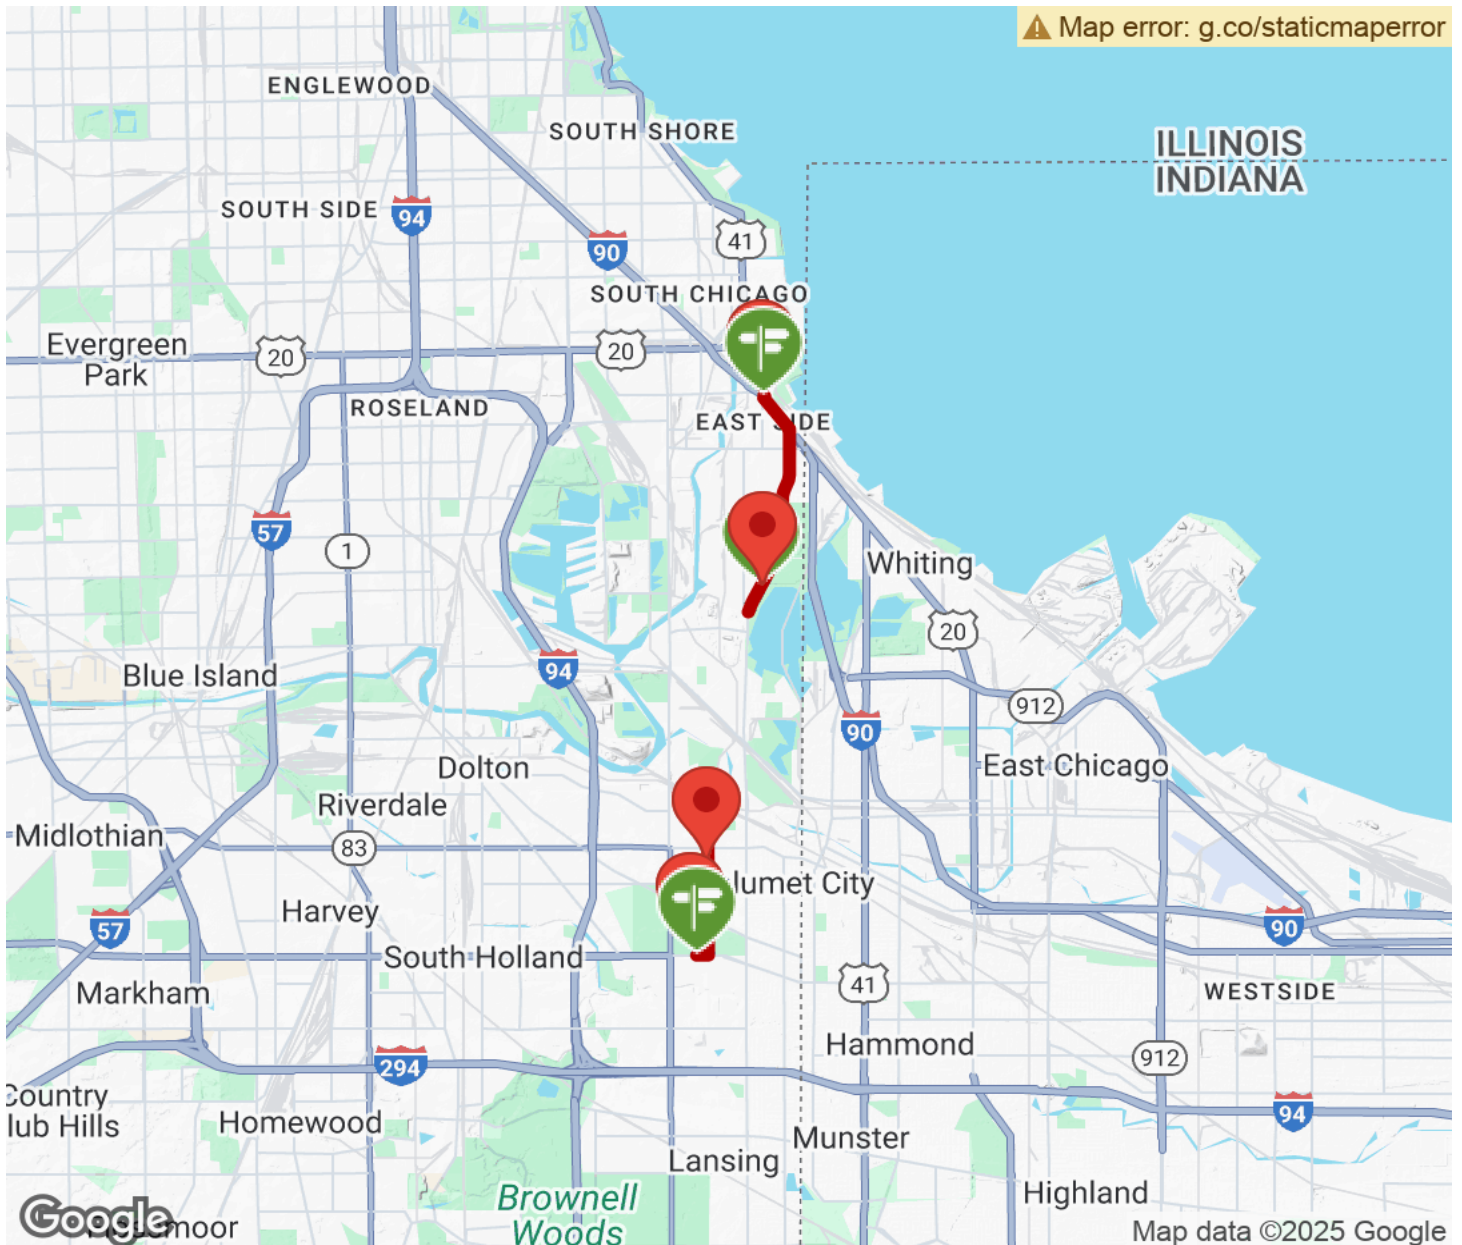 Map error: g.co/staticmaperror
ENGLEWOOD
SOUTH SHORE
ILLINOIS
INDIANA
SOUTH SIDE
94
90
41
SOUTH CHICAGO
Evergreen
Park
20
20
ROSELAND
EAST SIDE
57
1
Whiting
20
Blue Island
94
912
90
Dolton
East Chicago
Riverdale
Midlothian
83
lumet City
Harvey
57
90
South Holland
41
Markham
WESTSIDE
Hammond
912
294
Country
lub Hills
94
Homewood
Munster
Lansing
Highland
Brownell
Woods
Google
moor
Map data ©2025 Google